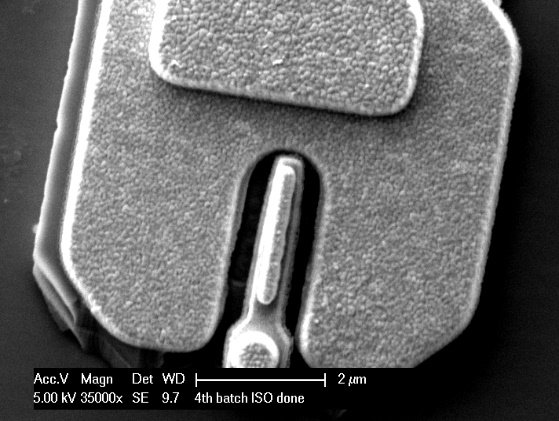 Acc.V Magn Det WD 2 µm
5.00 kV 35000x SE 9.7 4th batch ISO done